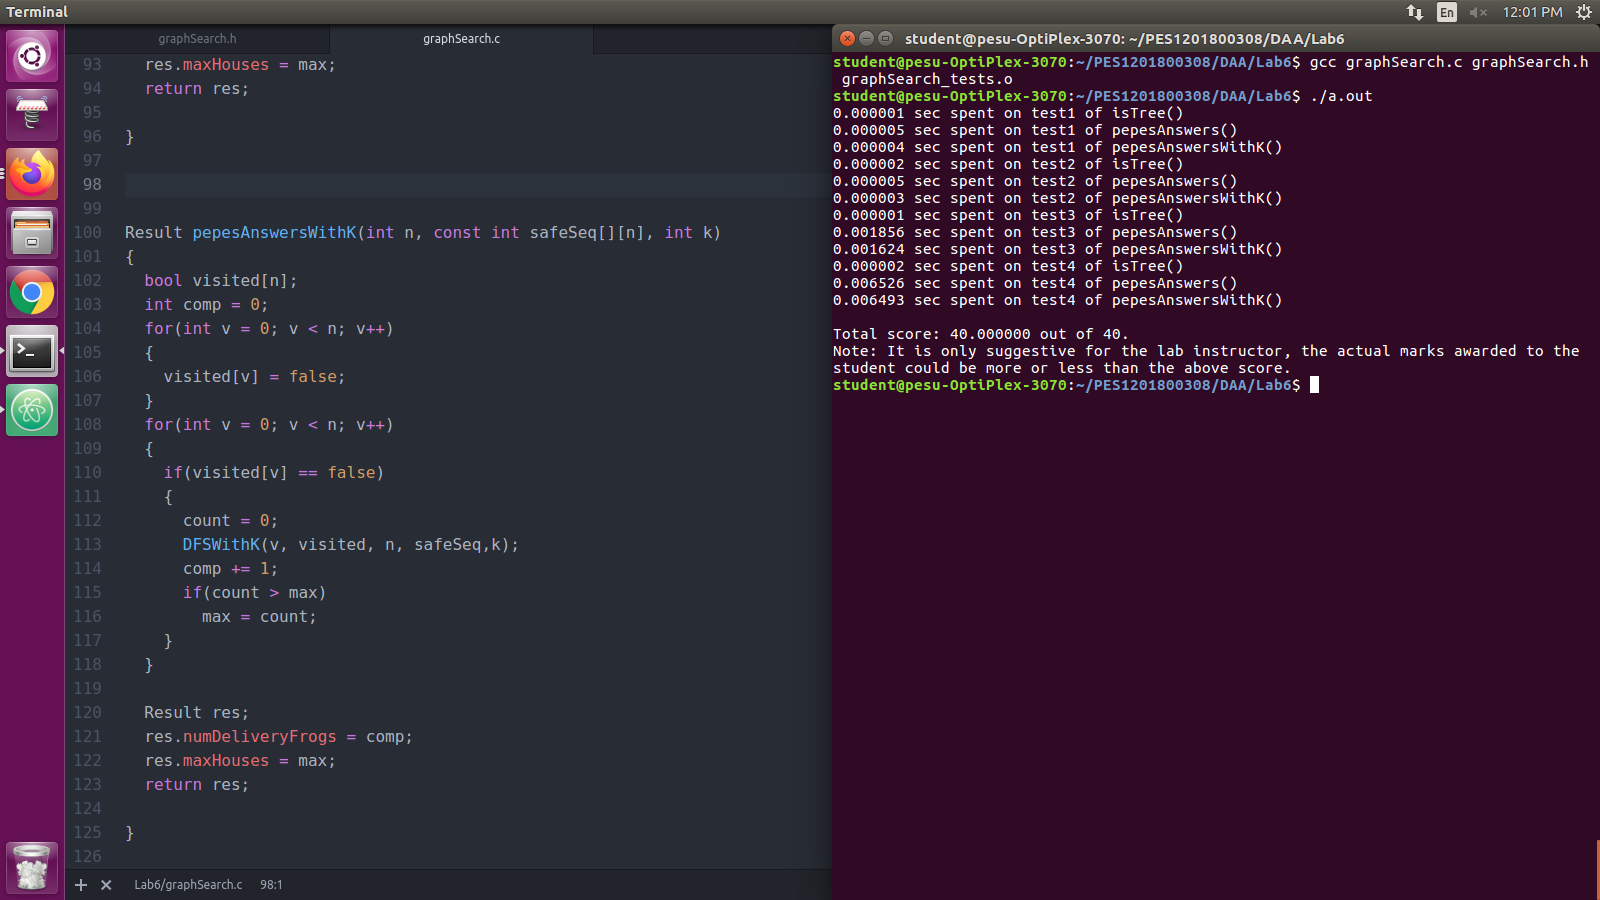 Terminal
En
12:01 PM
graphSearch.h
graphSearch.c
93 res.maxHouses = max;
94 return res;
95
96 }
97
98
99
100 Result pepesAnswersWithK(int n, const int safeSeq[][n], int k)
101 {
102 bool visited[n];
103 int comp = 0;
104 for(int v = 0; v < n; v++)
105 {
106 visited[v] = false;
107 }
108 for(int v = 0; v < n; v++)
109 {
110 if(visited[v] == false)
111 {
112 count = 0;
113 DFSWithK(v, visited, n, safeSeq,k);
114 comp += 1;
115 if(count > max)
116 max = count;
117 }
118 }
119
120 Result res;
121 res.numDeliveryFrogs = comp;
122 res.maxHouses = max;
123 return res;
124
125 }
126
Lab6/graphSearch.c 98:1
student@pesu-OptiPlex-3070: ~/PES1201800308/DAA/Lab6
student@pesu-OptiPlex-3070:~/PES1201800308/DAA/Lab6$ gcc graphSearch.c graphSearch.h
graphSearch_tests.o
student@pesu-OptiPlex-3070:~/PES1201800308/DAA/Lab6$ ./a.out
0.000001 sec spent on test1 of isTree()
0.000005 sec spent on test1 of pepesAnswers()
0.000004 sec spent on test1 of pepesAnswersWithK()
0.000002 sec spent on test2 of isTree()
0.000005 sec spent on test2 of pepesAnswers()
0.000003 sec spent on test2 of pepesAnswersWithK()
0.000001 sec spent on test3 of isTree()
0.001856 sec spent on test3 of pepesAnswers()
0.001624 sec spent on test3 of pepesAnswersWithK()
0.000002 sec spent on test4 of isTree()
0.006526 sec spent on test4 of pepesAnswers()
0.006493 sec spent on test4 of pepesAnswersWithK()
Total score: 40.000000 out of 40.
Note: It is only suggestive for the lab instructor, the actual marks awarded to the
student could be more or less than the above score.
student@pesu-OptiPlex-3070:~/PES1201800308/DAA/Lab6$